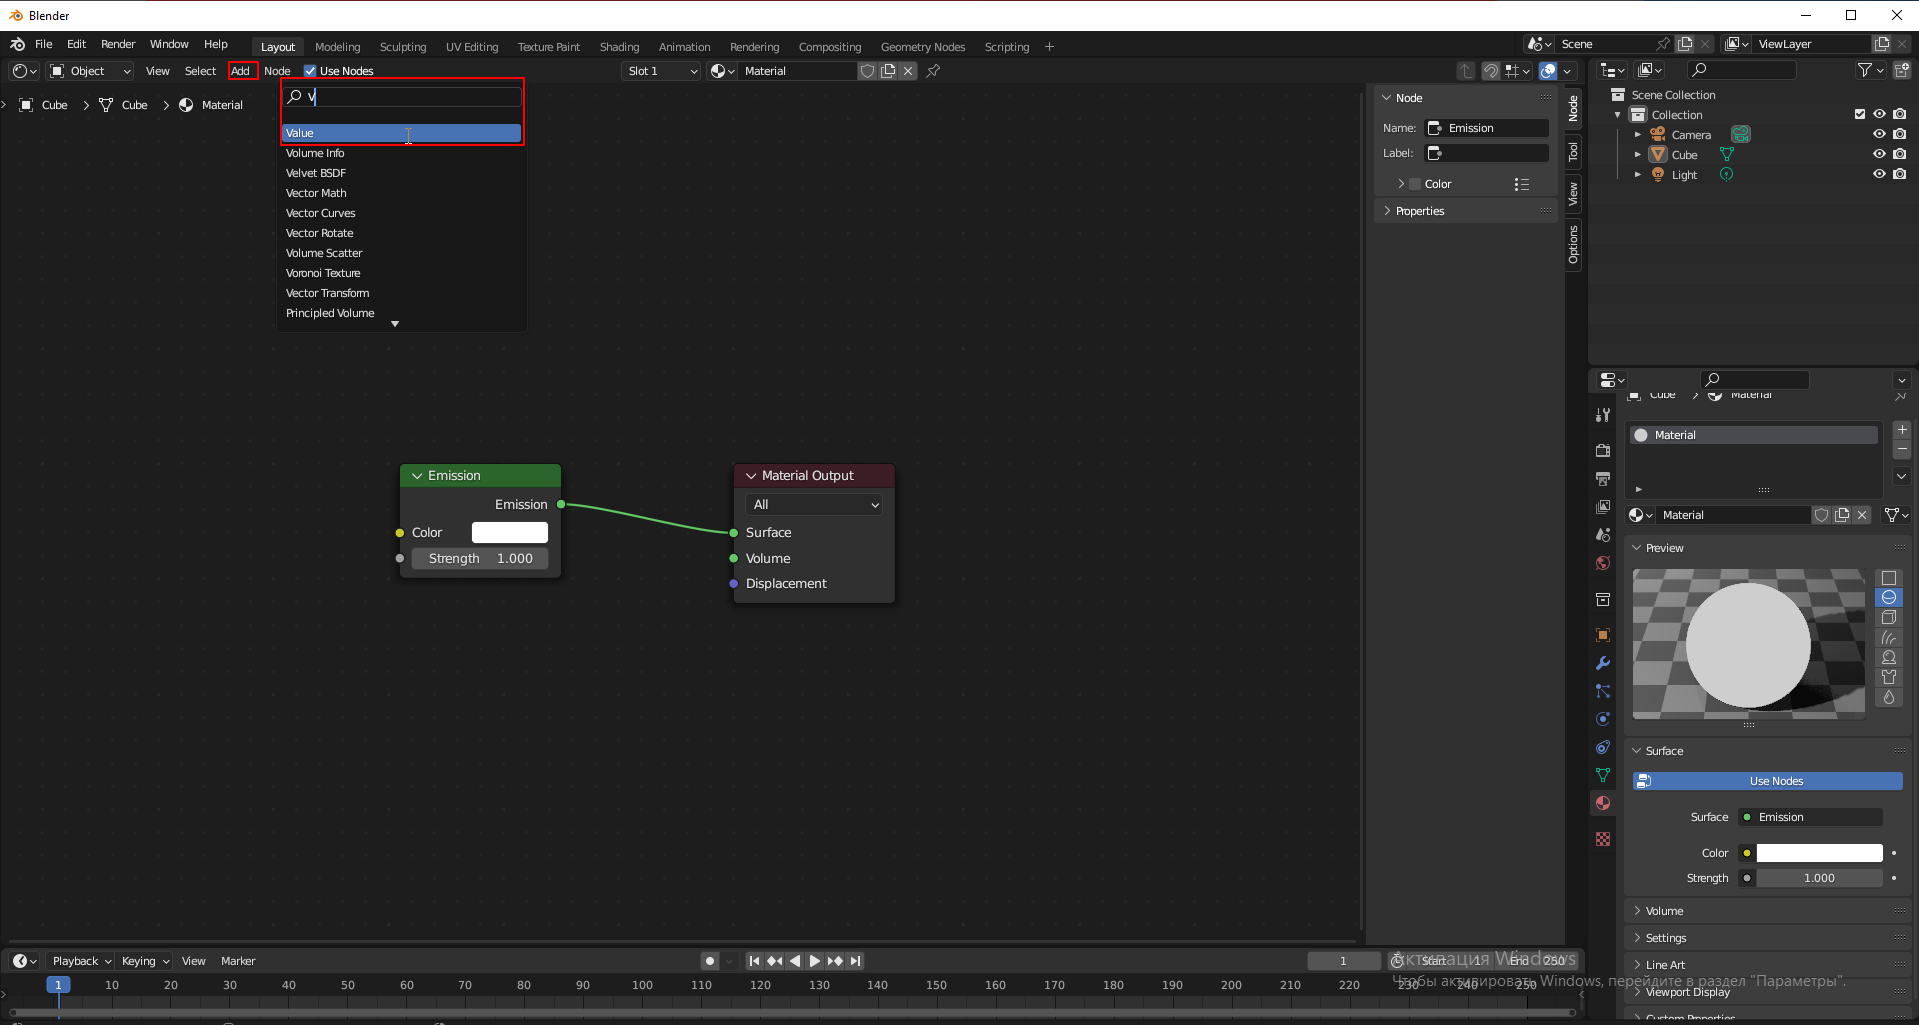 Blender
File Edit Render Window Help Layout Modeling Sculpting UV Editing Texture Paint Shading Animation Rendering Compositing Geometry Nodes Scripting + Scene ViewLayer
Object View Select Add Node Use Nodes Slot 1 Material
Cube > Cube > Material
V
Value
Volume Info
Velvet BSDF
Vector Math
Vector Curves
Vector Rotate
Volume Scatter
Voronoi Texture
Vector Transform
Principled Volume
Emission
Emission
Color
Strength 1.000
Material Output
All
Surface
Volume
Displacement
Node
Name: Emission
Label:
Color
Properties
Node
Tool
View
Options
Scene Collection
Collection
Camera
Cube
Light
Cube > Material
Material
Material
Preview
Surface
Use Nodes
Surface Emission
Color
Strength 1.000
Volume
Settings
Line Art
Viewport Display
Custom Properties
Playback Keying View Marker 1 Start 1 End 250
1 10 20 30 40 50 60 70 80 90 100 110 120 130 140 150 160 170 180 190 200 210 220 230 240 250
Активация Windows
Чтобы активировать Windows, перейдите в раздел "Параметры".